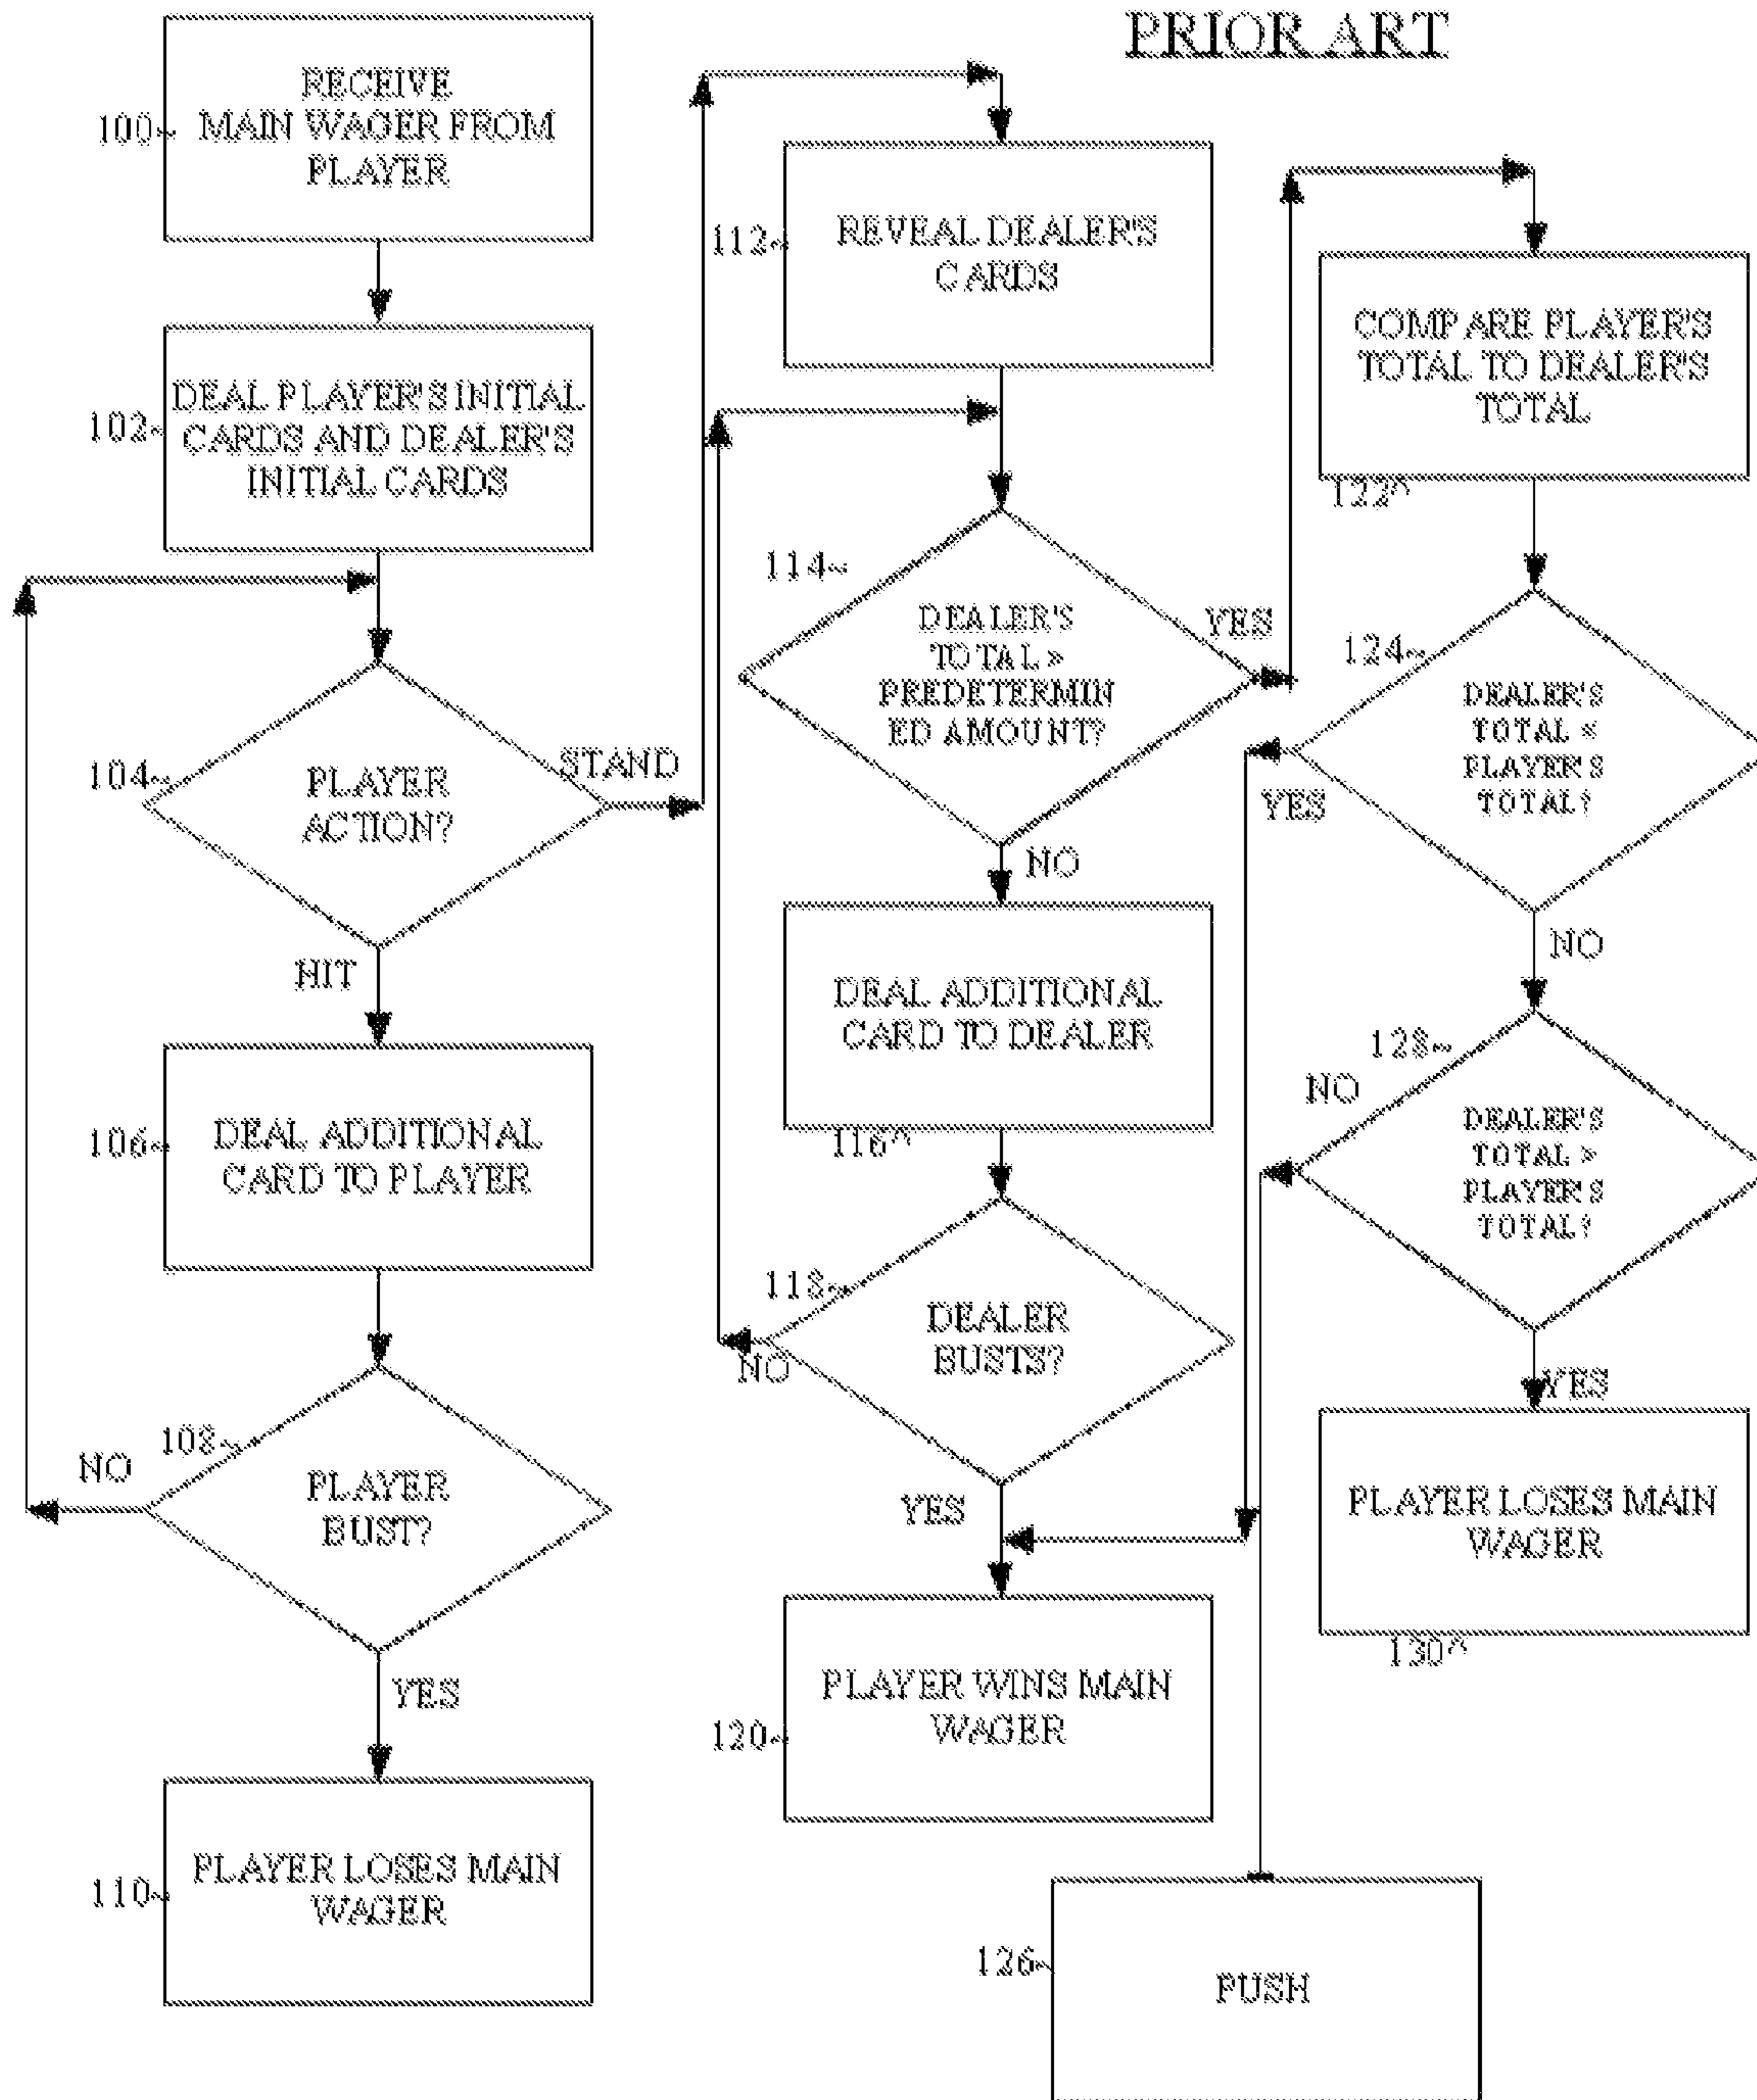 PRIOR ART
RECEIVE
MAIN WAGER FROM
PLAYER
100~
DEAL PLAYER'S INITIAL
CARDS AND DEALER'S
INITIAL CARDS
102~
104~
PLAYER
ACTION?
STAND
HIT
106~
DEAL ADDITIONAL
CARD TO PLAYER
108~
NO
PLAYER
BUST?
YES
110~
PLAYER LOSES MAIN
WAGER
112~
REVEAL DEALER'S
CARDS
114~
DEALER'S
TOTAL >
PREDETERMIN
ED AMOUNT?
YES
NO
DEAL ADDITIONAL
CARD TO DEALER
116^
118~
DEALER
BUSTS?
NO
YES
PLAYER WINS MAIN
WAGER
120~
COMPARE PLAYER'S
TOTAL TO DEALER'S
TOTAL
122^
124~
DEALER'S
TOTAL <
PLAYER'S
TOTAL?
YES
NO
128~
NO
DEALER'S
TOTAL >
PLAYER'S
TOTAL?
YES
PLAYER LOSES MAIN
WAGER
130^
126~
PUSH